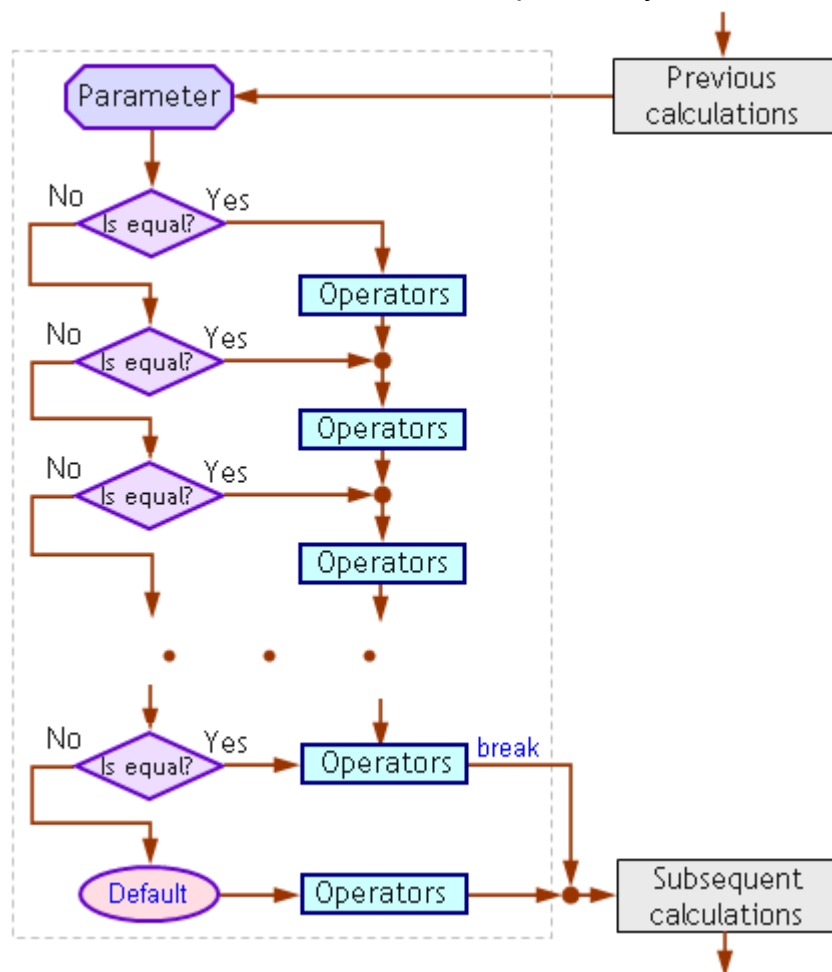 Previous
calculations
Parameter
No
Yes
Is equal?
Operators
No
Yes
Is equal?
Operators
No
Yes
Is equal?
Operators
No
Yes
Is equal?
Operators
break
Default
Operators
Subsequent
calculations